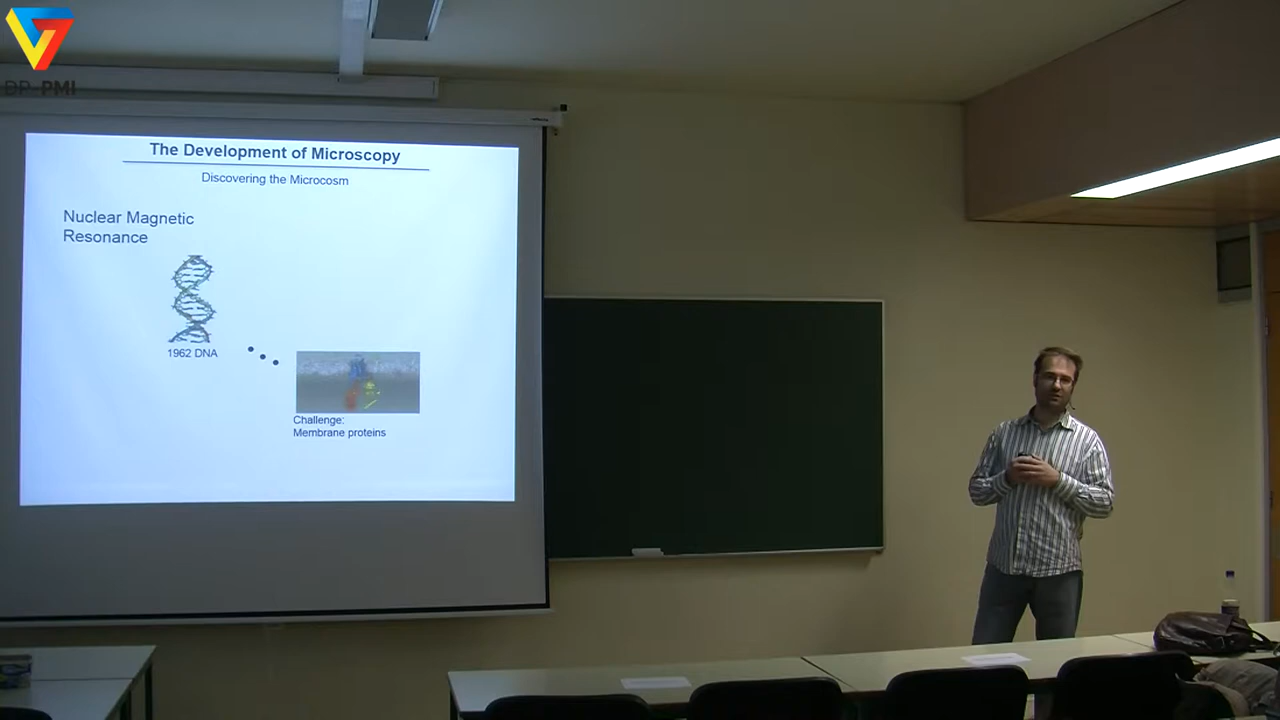 DP-PMI
The Development of Microscopy
Discovering the Microcosm
Nuclear Magnetic
Resonance
1962 DNA
Challenge:
Membrane proteins